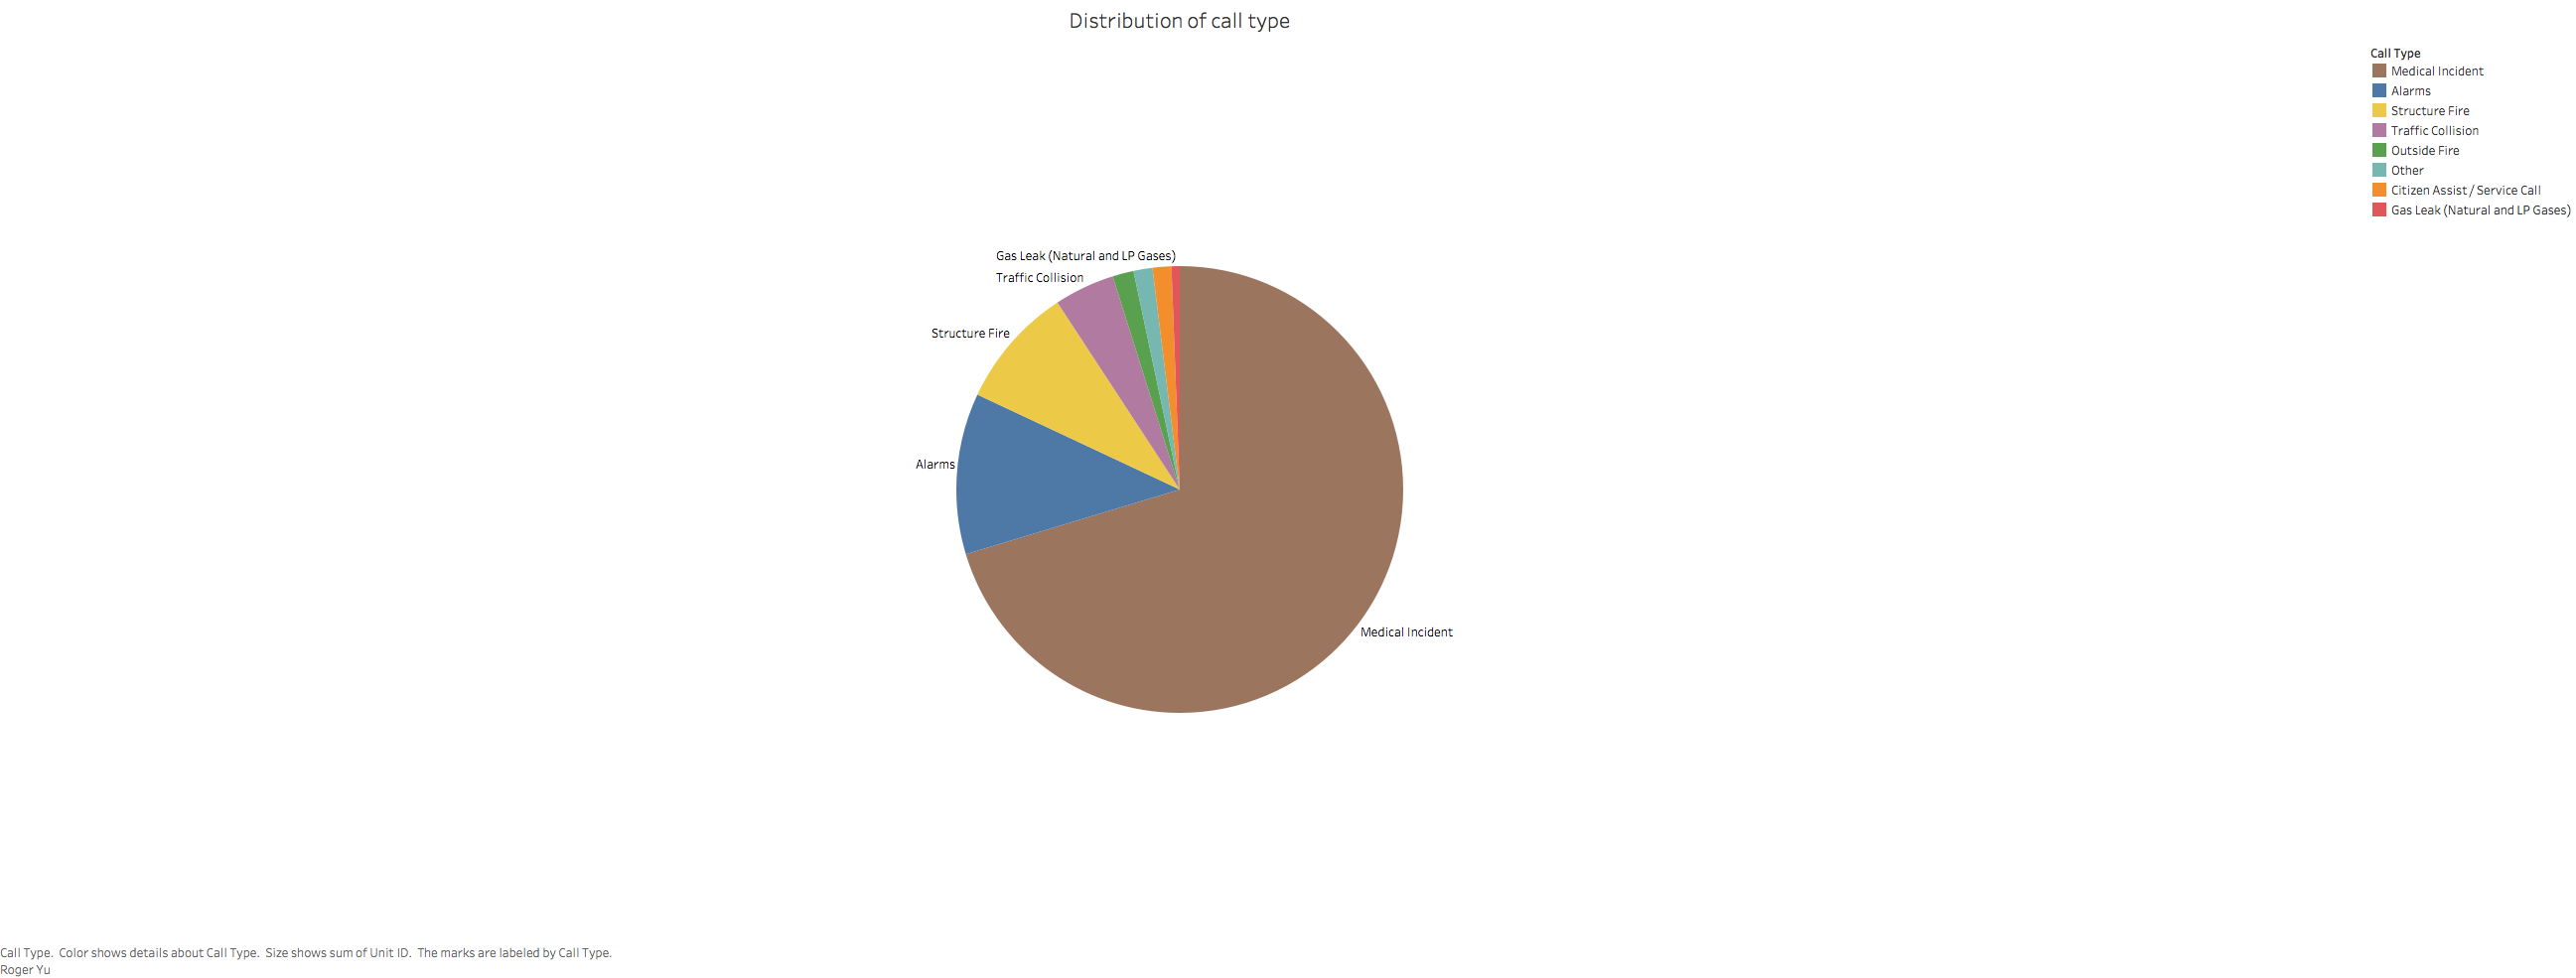 Distribution of call type
Call Type
Medical Incident
Alarms
Structure Fire
Traffic Collision
Outside Fire
Other
Citizen Assist / Service Call
Gas Leak (Natural and LP Gases)
Gas Leak (Natural and LP Gases)
Traffic Collision
Structure Fire
Alarms
Medical Incident
Call Type.  Color shows details about Call Type.  Size shows sum of Unit ID.  The marks are labeled by Call Type.
Roger Yu